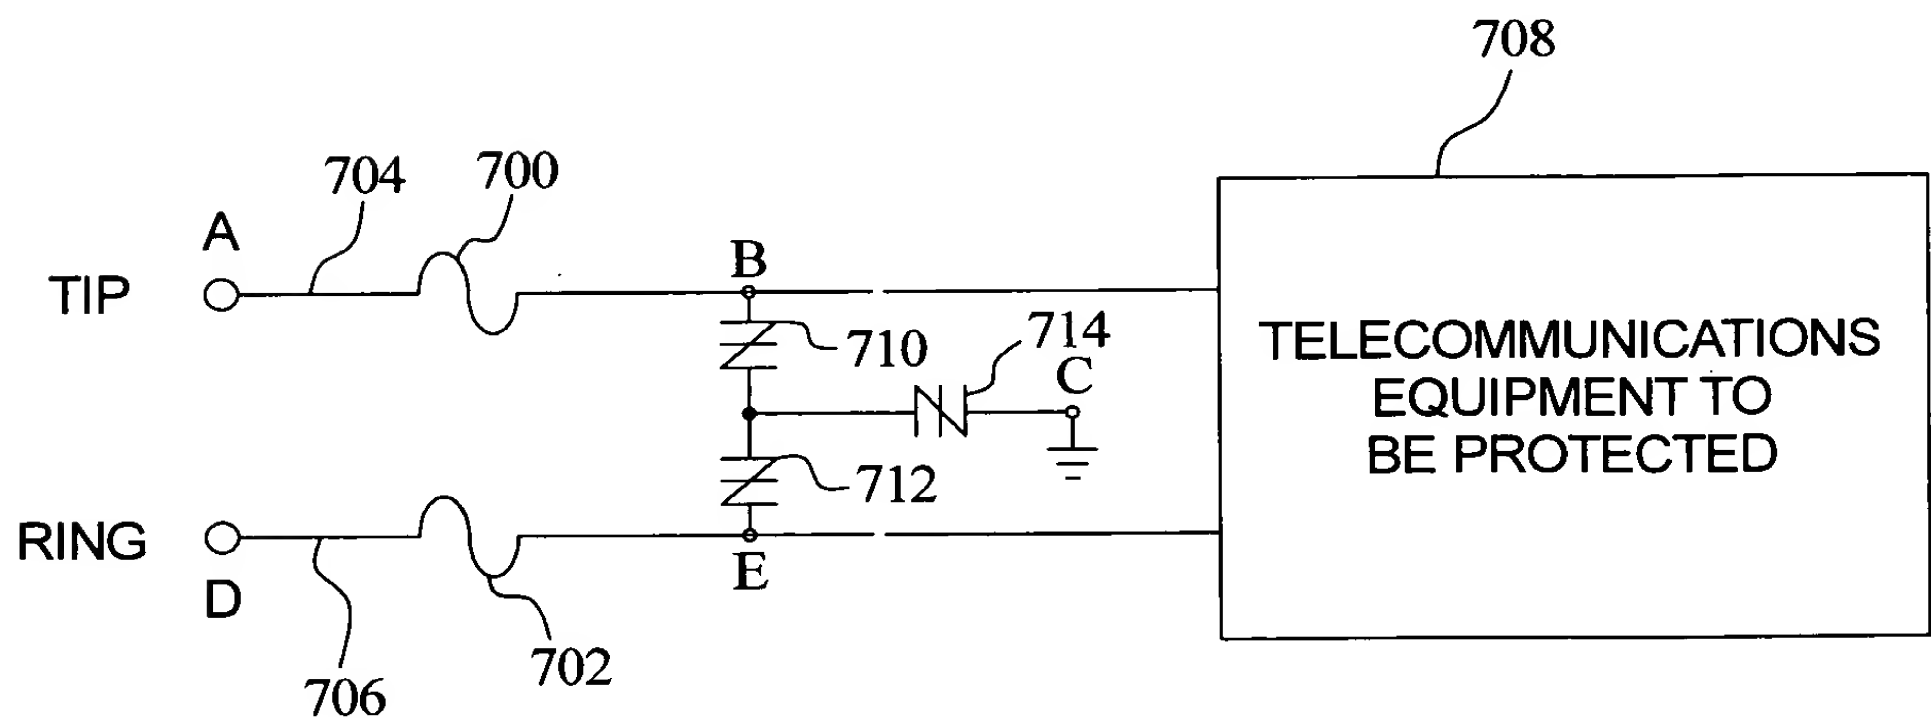 708
704
700
A
B
TIP
714
710
C
TELECOMMUNICATIONS
EQUIPMENT TO
BE PROTECTED
712
RING
E
D
702
706